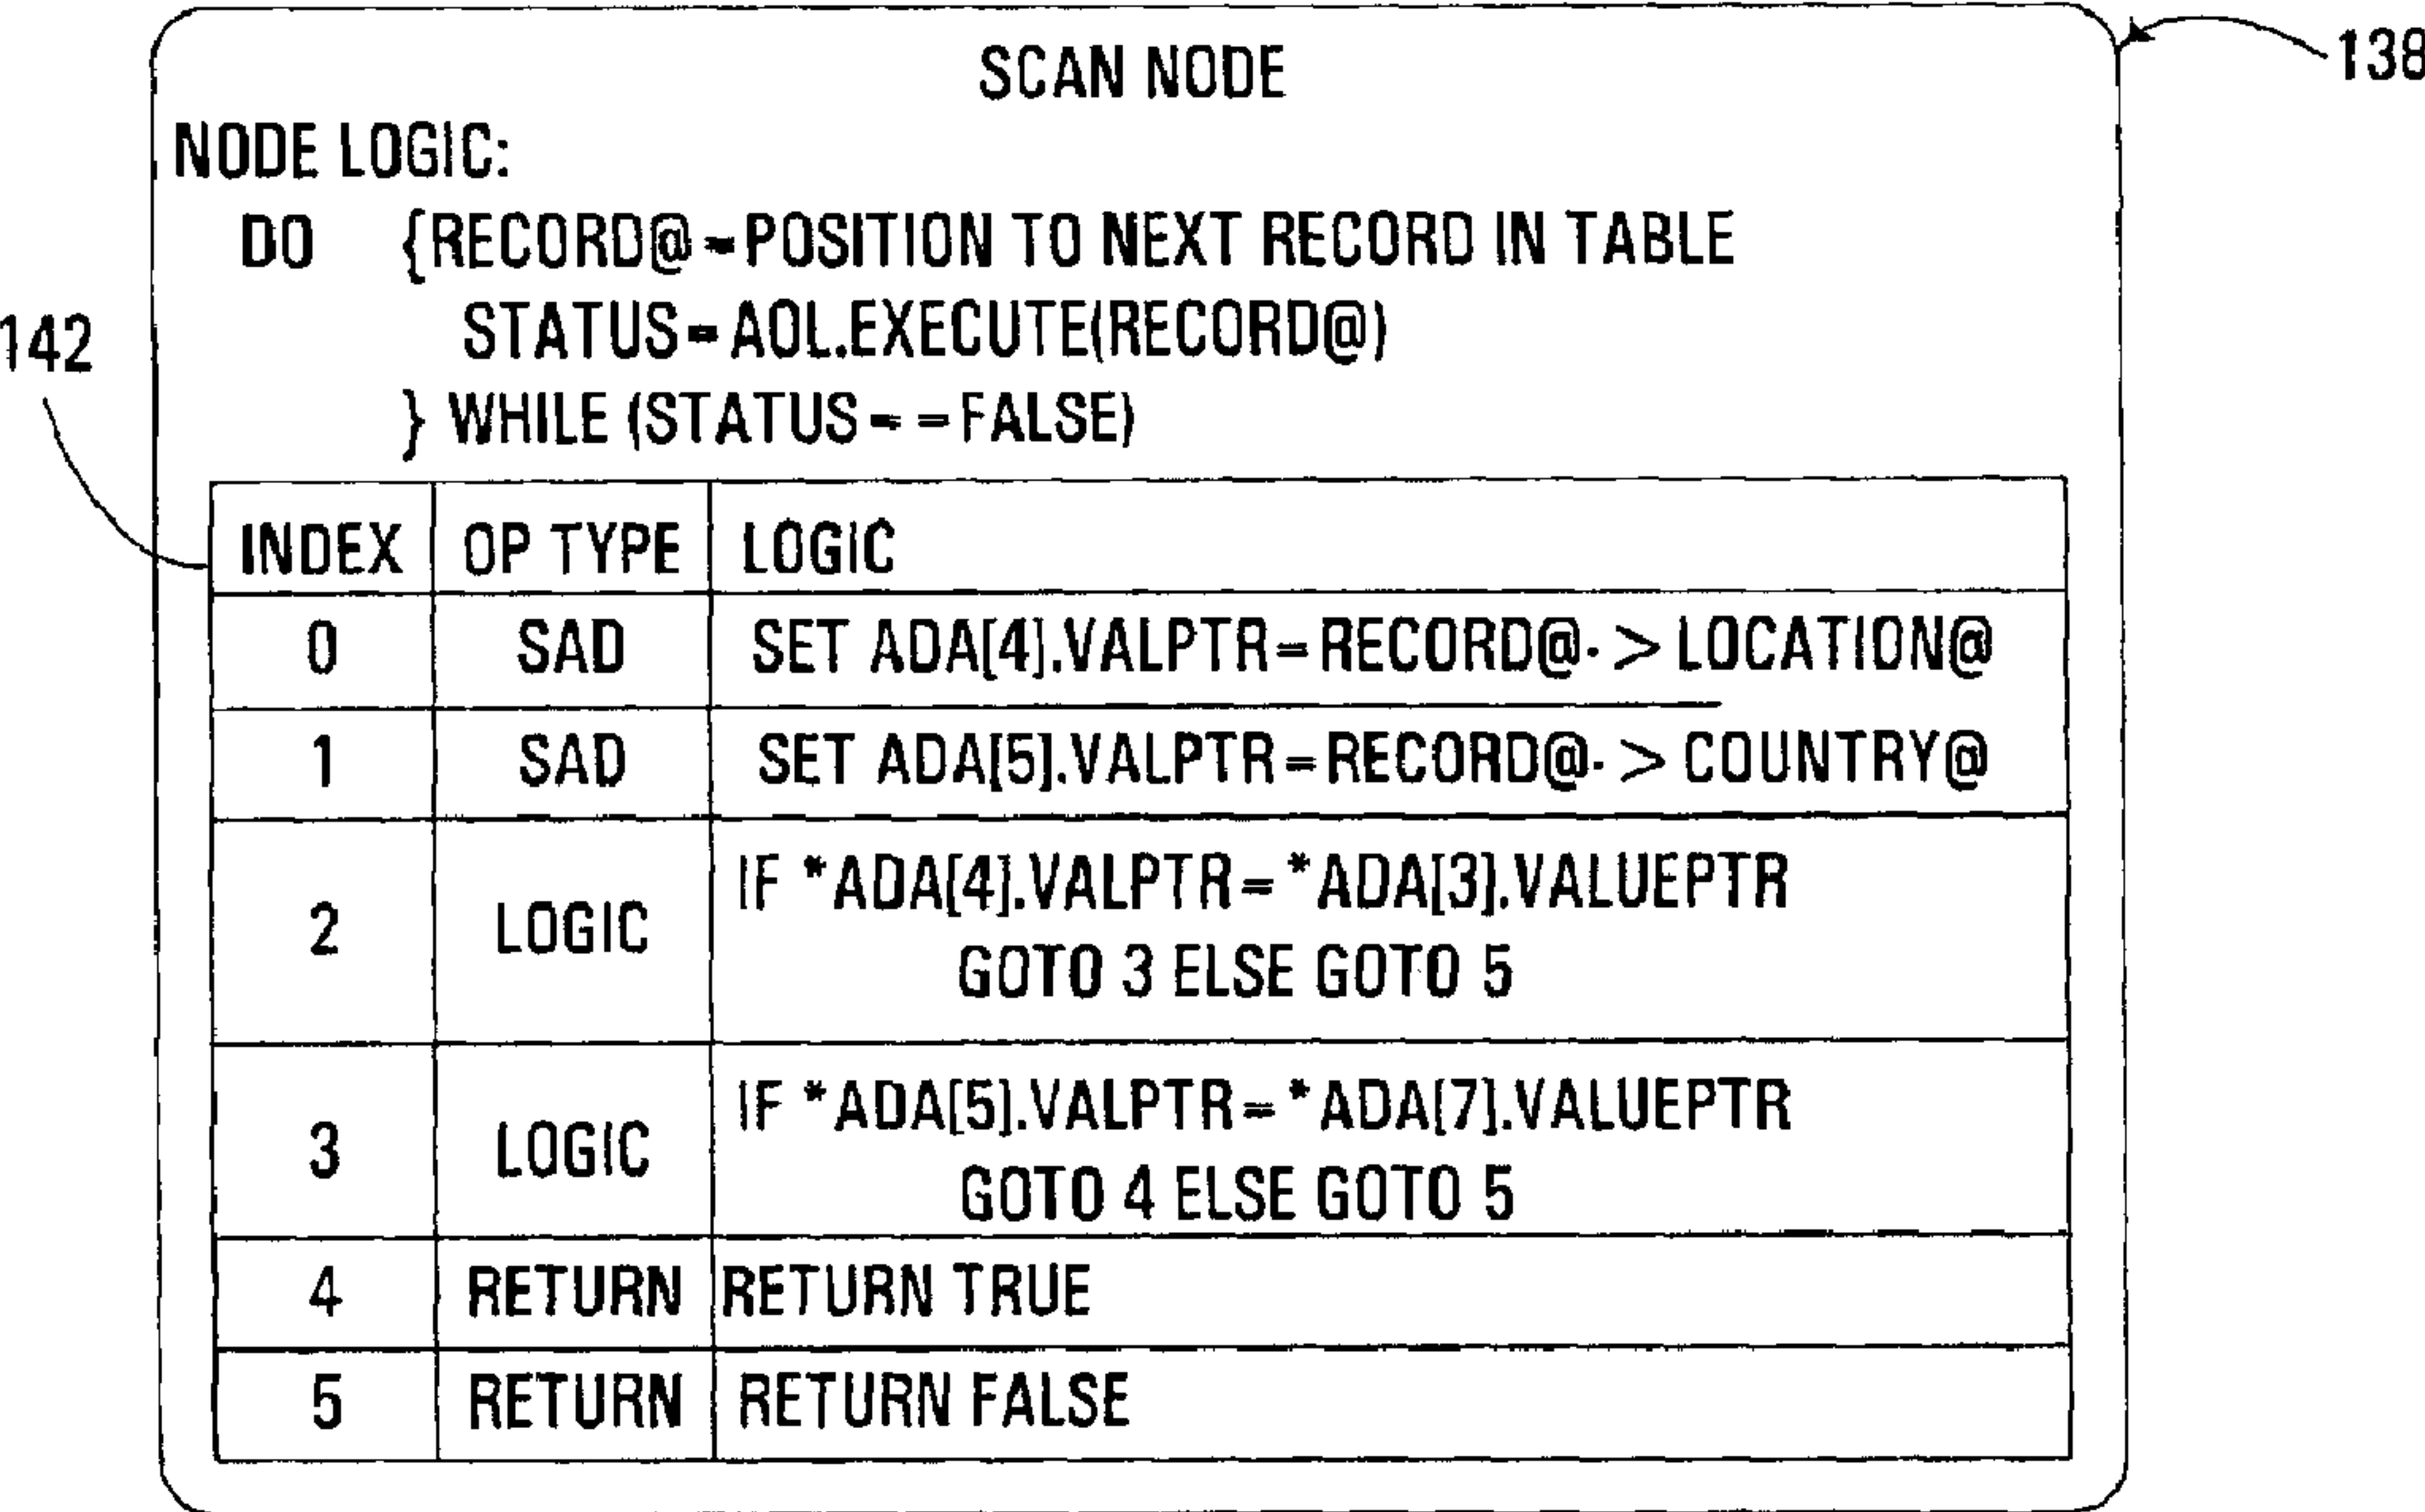 SCAN NODE
138
NODE LOGIC:
DO {RECORD@=POSITION TO NEXT RECORD IN TABLE
STATUS=AOL.EXECUTE(RECORD@)
142
} WHILE (STATUS==FALSE)
INDEX OP TYPE LOGIC
0 SAD SET ADA[4].VALPTR=RECORD@-> LOCATION@
1 SAD SET ADA[5].VALPTR=RECORD@-> COUNTRY@
2 LOGIC IF *ADA[4].VALPTR=*ADA[3].VALUEPTR
GOTO 3 ELSE GOTO 5
3 LOGIC IF *ADA[5].VALPTR=*ADA[7].VALUEPTR
GOTO 4 ELSE GOTO 5
4 RETURN RETURN TRUE
5 RETURN RETURN FALSE